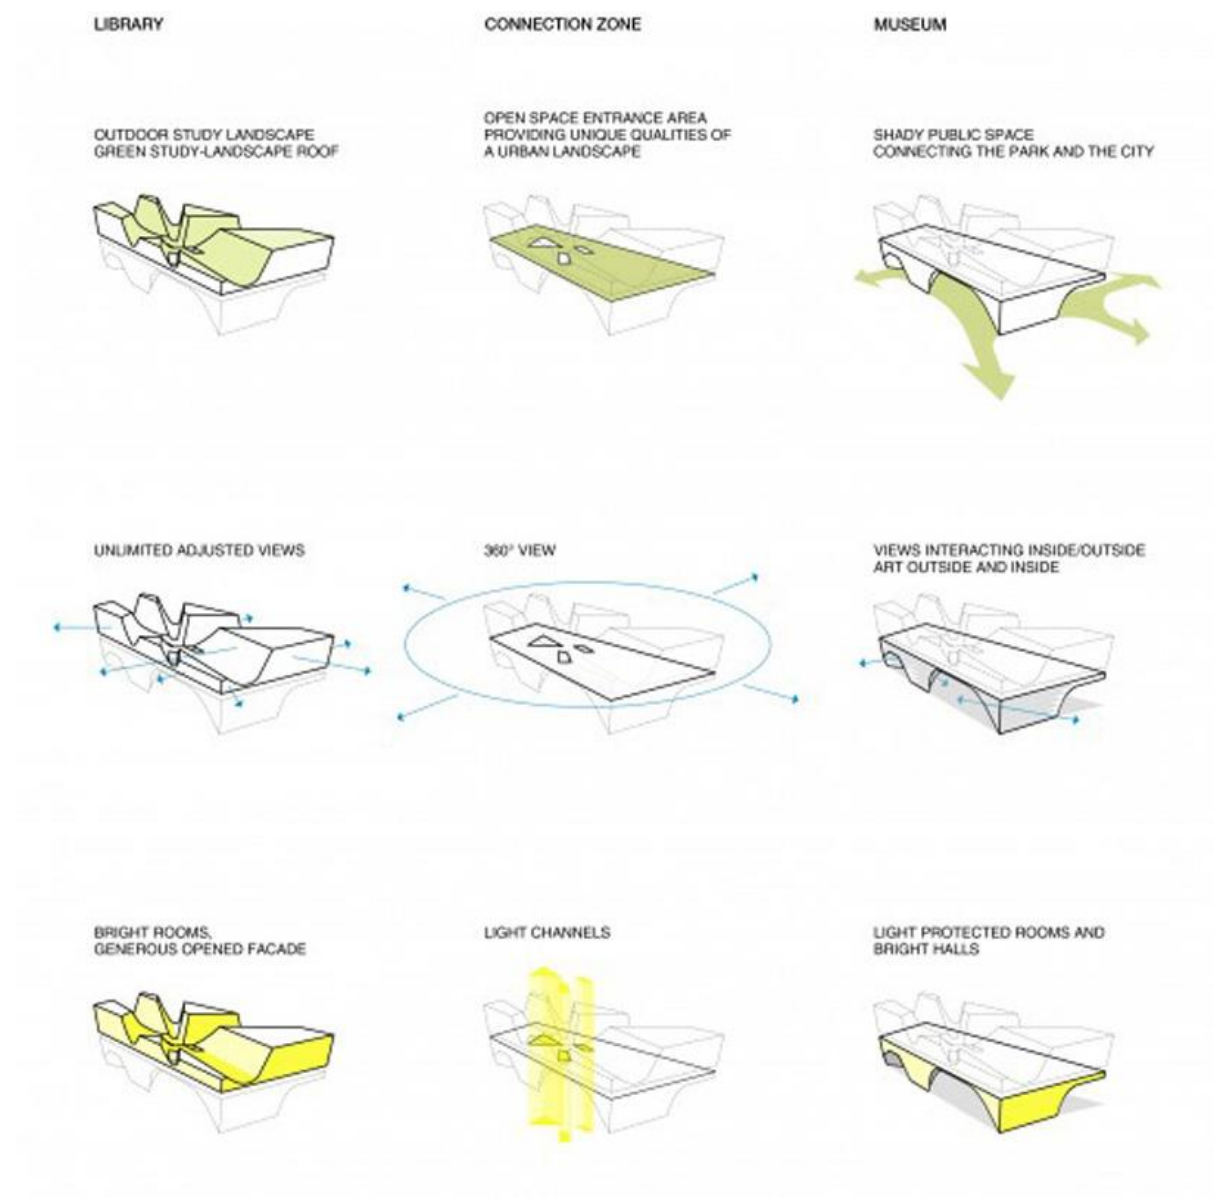 LIBRARY
CONNECTION ZONE
MUSEUM
OUTDOOR STUDY LANDSCAPE
GREEN STUDY-LANDSCAPE ROOF
OPEN SPACE ENTRANCE AREA
PROVIDING UNIQUE QUALITIES OF
A URBAN LANDSCAPE
SHADY PUBLIC SPACE
CONNECTING THE PARK AND THE CITY
UNLIMITED ADJUSTED VIEWS
360° VIEW
VIEWS INTERACTING INSIDE/OUTSIDE
ART OUTSIDE AND INSIDE
BRIGHT ROOMS,
GENEROUS OPENED FACADE
LIGHT CHANNELS
LIGHT PROTECTED ROOMS AND
BRIGHT HALLS